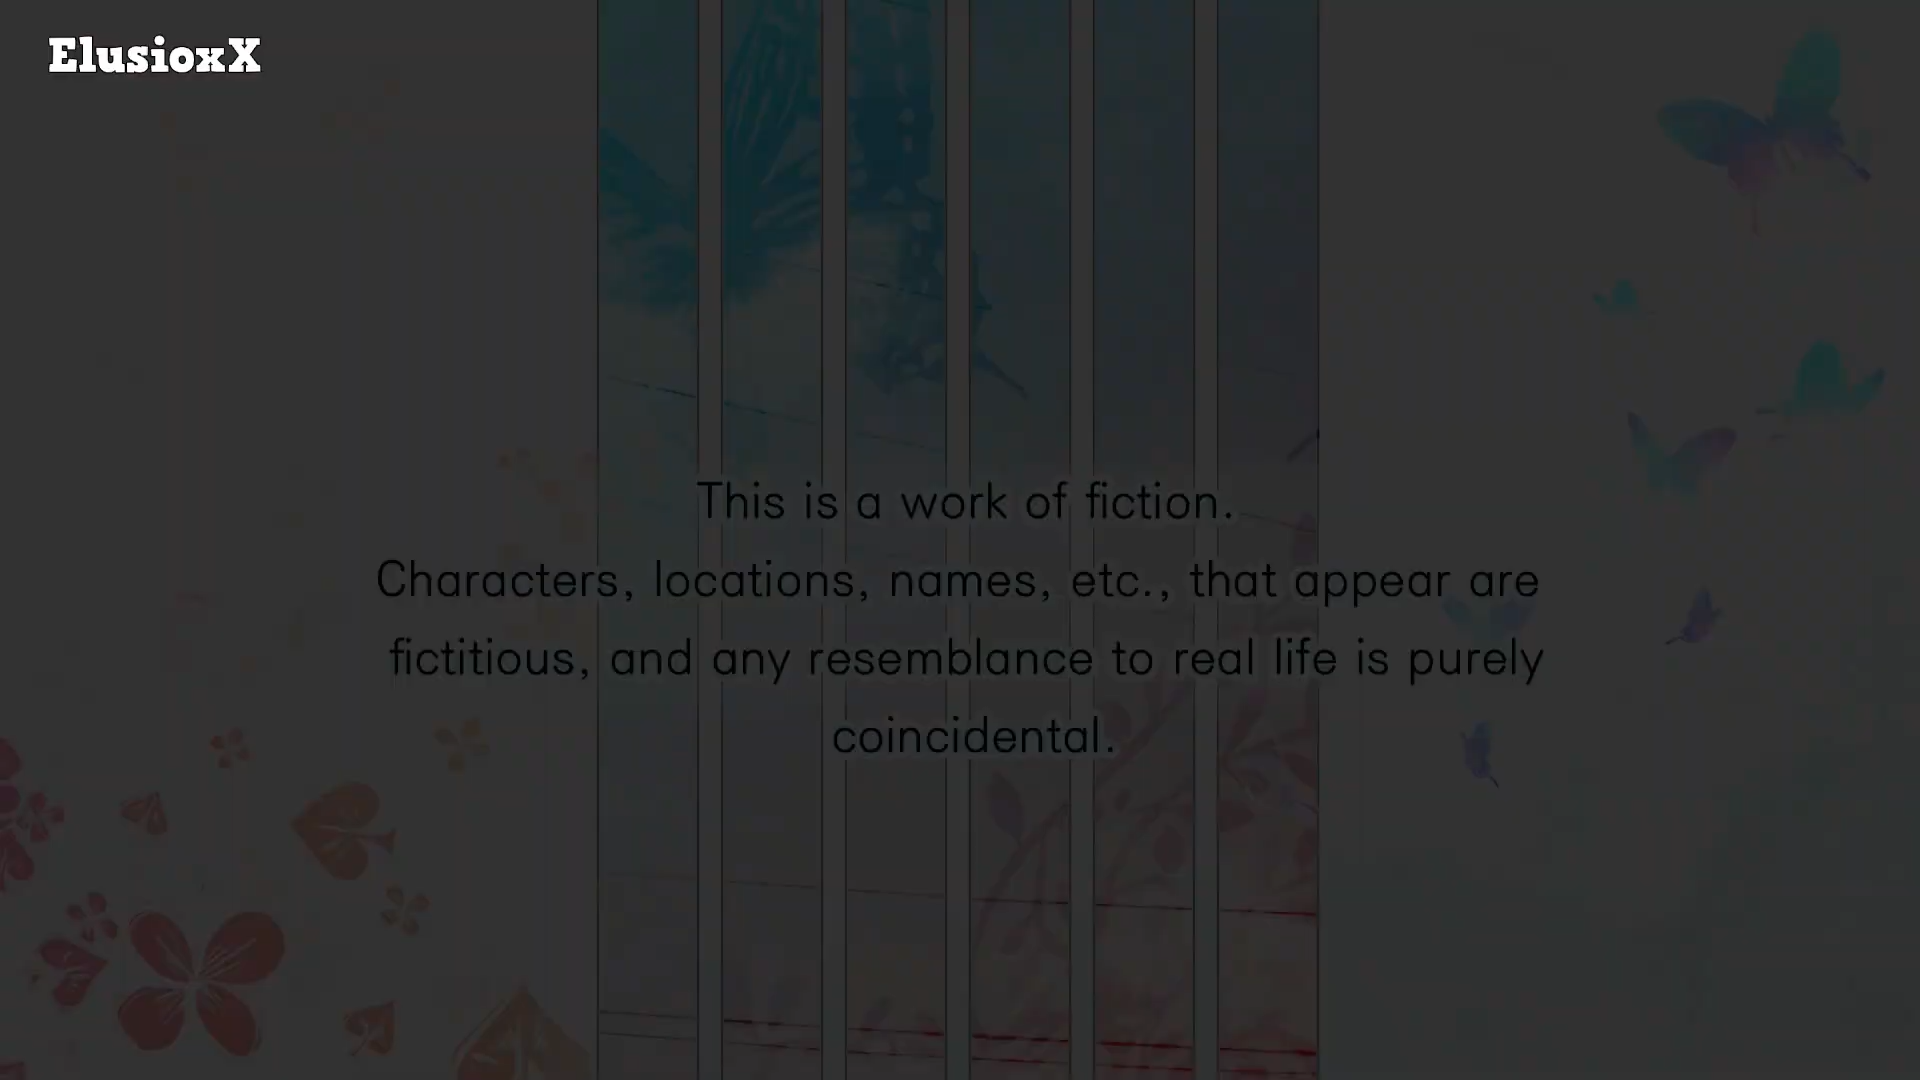 ElusioxX
This is a work of fiction.
Characters, locations, names, etc., that appear are
fictitious, and any resemblance to real life is purely
coincidental.